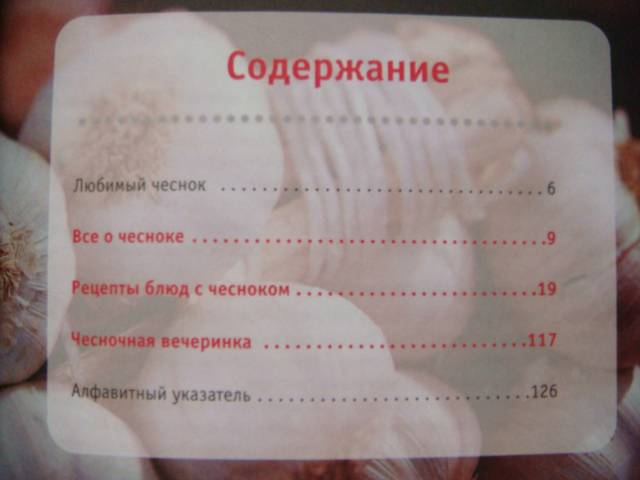 Содержание
Любимый чеснок ........................................ 6
Все о чесноке ........................................ 9
Рецепты блюд с чесноком ........................................ 19
Чесночная вечеринка ........................................ 117
Алфавитный указатель ........................................ 126